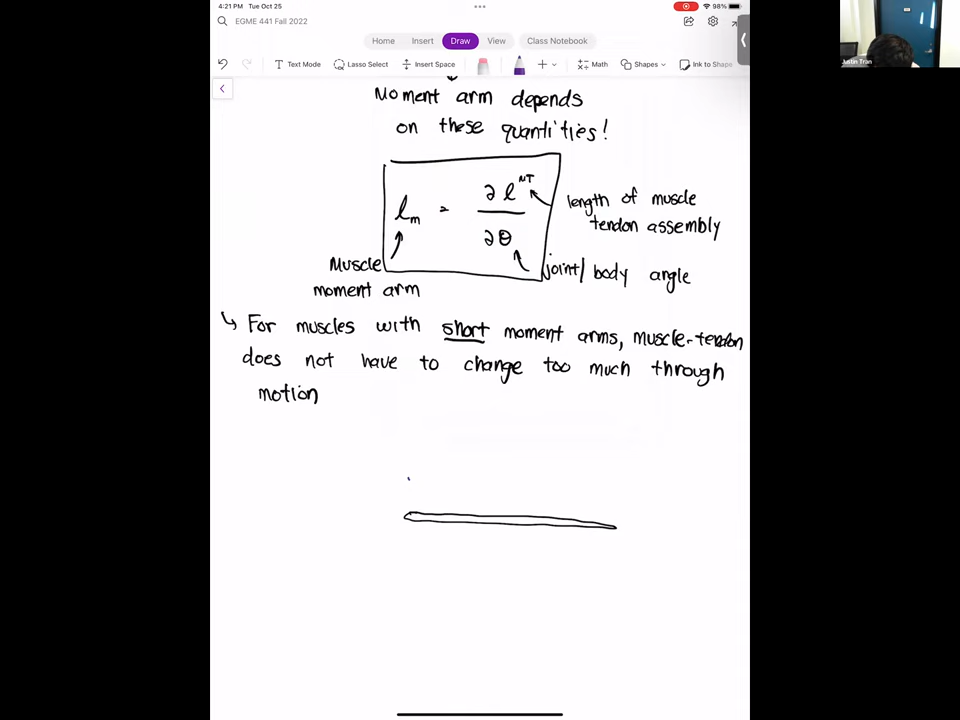 4:21 PM Tue Oct 25
98%
EGME 441 Fall 2022
Home Insert Draw View Class Notebook
Text Mode Lasso Select Insert Space Math Shapes Ink to Shape
Justin Tran
Moment arm depends
on these quantities!
l_m = ∂l^MT / ∂θ
length of muscle
tendon assembly
Muscle
moment arm
joint/body angle
↳ For muscles with short moment arms, muscle-tendon
does not have to change too much through
motion